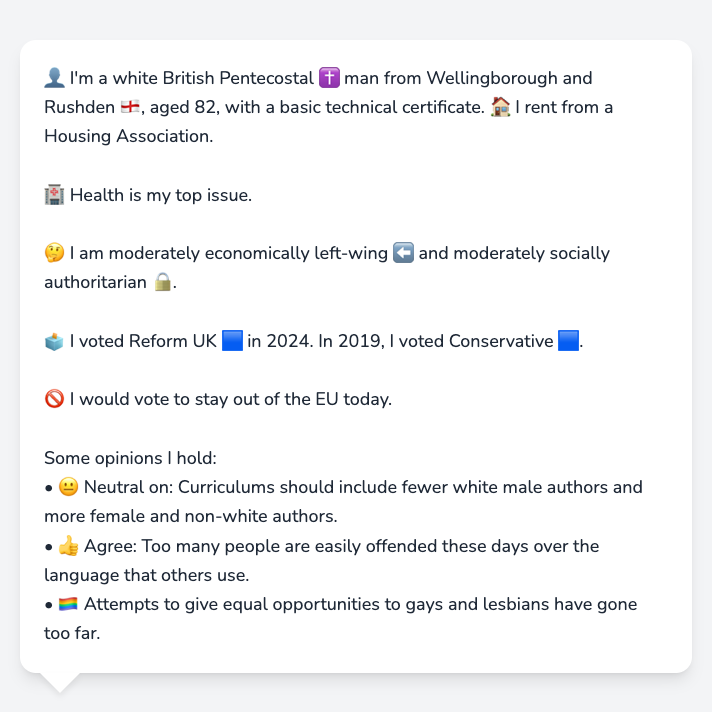 👤 I'm a white British Pentecostal ✝️ man from Wellingborough and
Rushden 🏴󠁧󠁢󠁥󠁮󠁧󠁿, aged 82, with a basic technical certificate. 🏠 I rent from a
Housing Association.
🏥 Health is my top issue.
🤔 I am moderately economically left-wing ⬅️ and moderately socially
authoritarian 🔒.
🗳️ I voted Reform UK 🟦 in 2024. In 2019, I voted Conservative 🟦.
🚫 I would vote to stay out of the EU today.
Some opinions I hold:
• 😐 Neutral on: Curriculums should include fewer white male authors and
more female and non-white authors.
• 👍 Agree: Too many people are easily offended these days over the
language that others use.
• 🏳️‍🌈 Attempts to give equal opportunities to gays and lesbians have gone
too far.